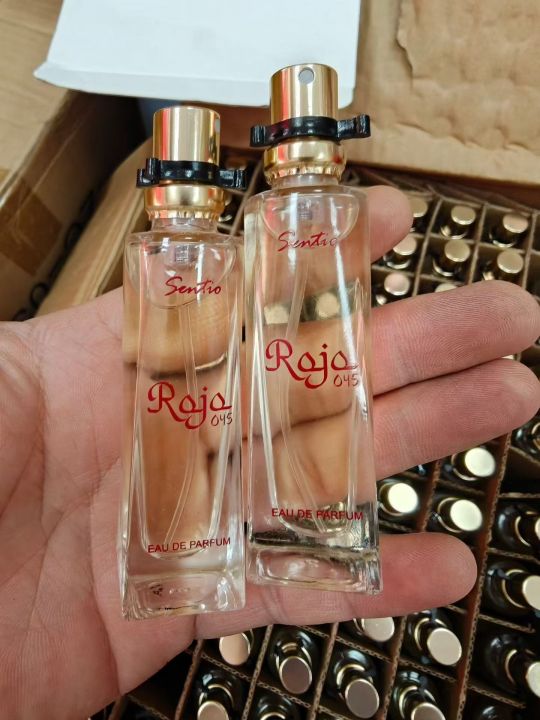 Sentio
Rojo
045
EAU DE PARFUM
Sentio
Rojo
045
EAU DE PARFUM